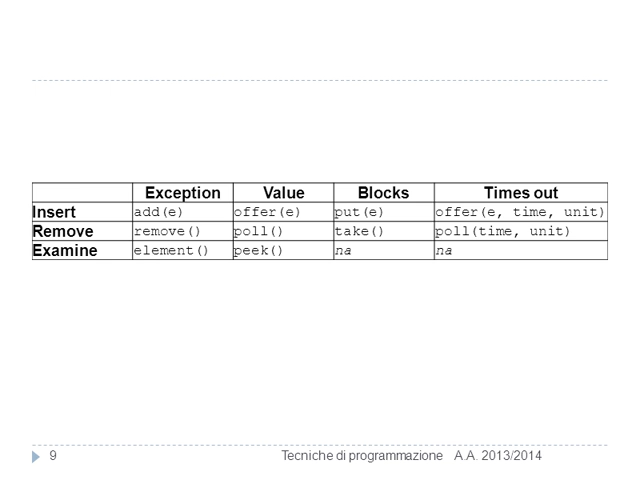 Exception Value Blocks Times out
Insert add(e) offer(e) put(e) offer(e, time, unit)
Remove remove() poll() take() poll(time, unit)
Examine element() peek() na na
9 Tecniche di programmazione A.A. 2013/2014